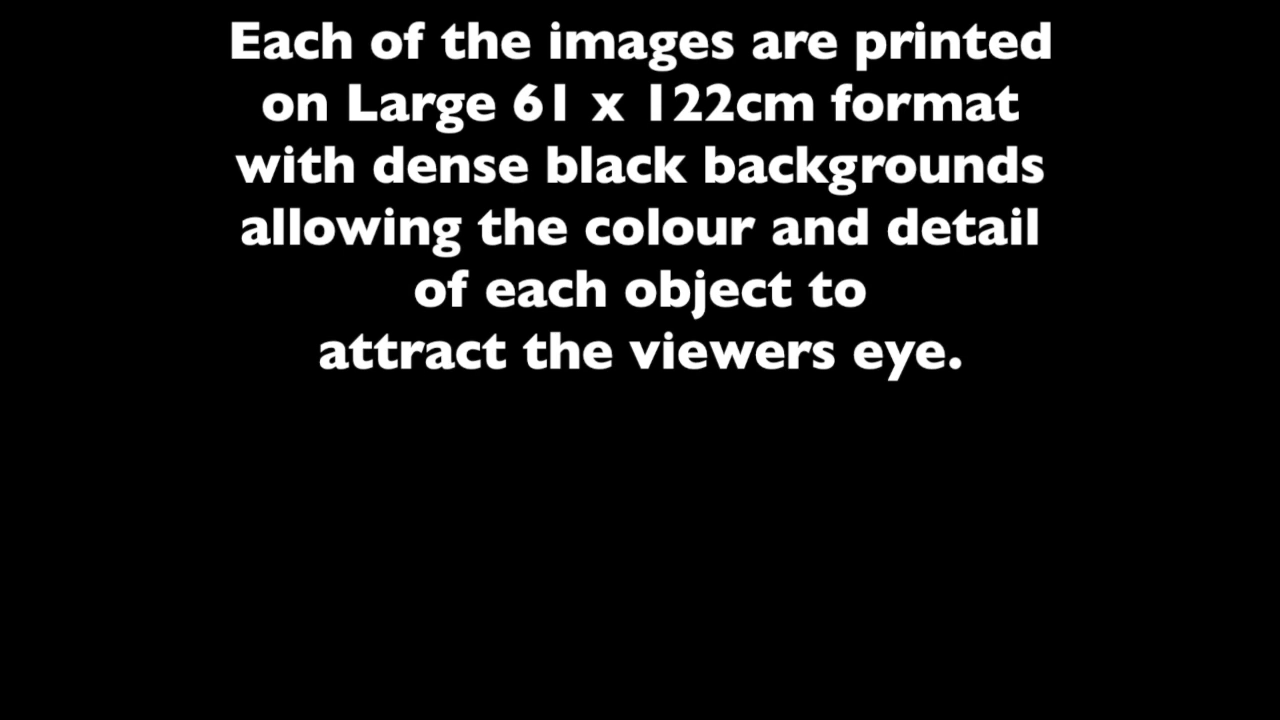 Each of the images are printed
on Large 61 x 122cm format
with dense black backgrounds
allowing the colour and detail
of each object to
attract the viewers eye.